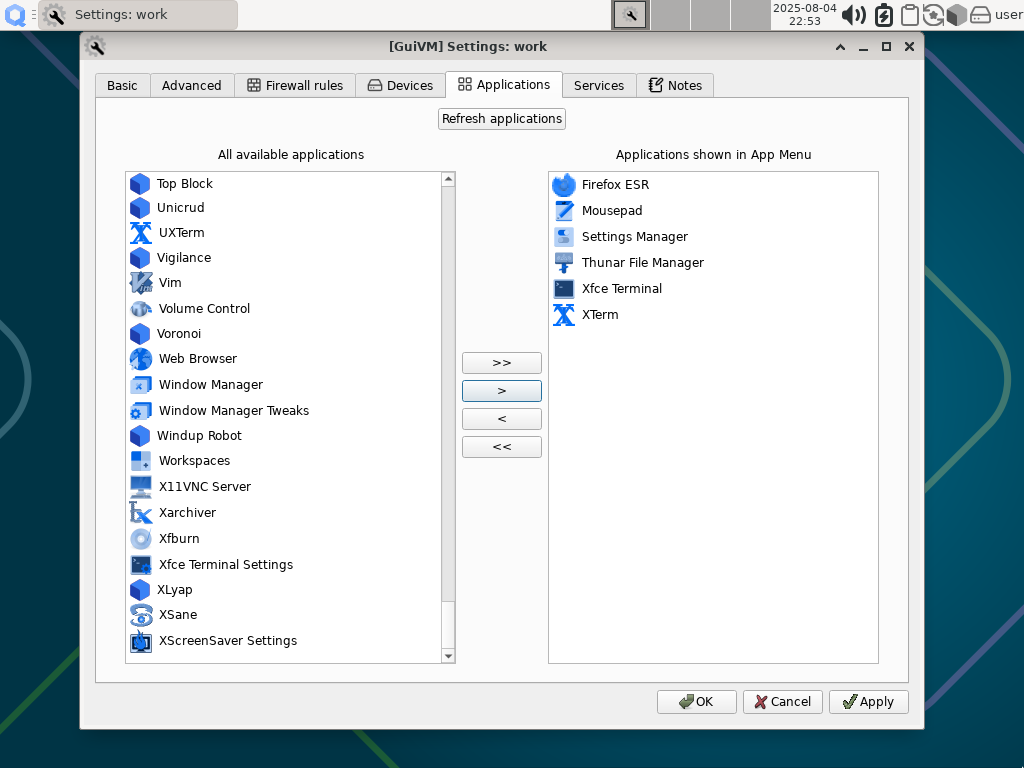 Settings: work
2025-08-04
22:53
user
[GuiVM] Settings: work
Basic
Advanced
Firewall rules
Devices
Applications
Services
Notes
Refresh applications
All available applications
Applications shown in App Menu
Top Block
Unicrud
UXTerm
Vigilance
Vim
Volume Control
Voronoi
Web Browser
Window Manager
Window Manager Tweaks
Windup Robot
Workspaces
X11VNC Server
Xarchiver
Xfburn
Xfce Terminal Settings
XLyap
XSane
XScreenSaver Settings
>>
>
<
<<
Firefox ESR
Mousepad
Settings Manager
Thunar File Manager
Xfce Terminal
XTerm
OK
Cancel
Apply